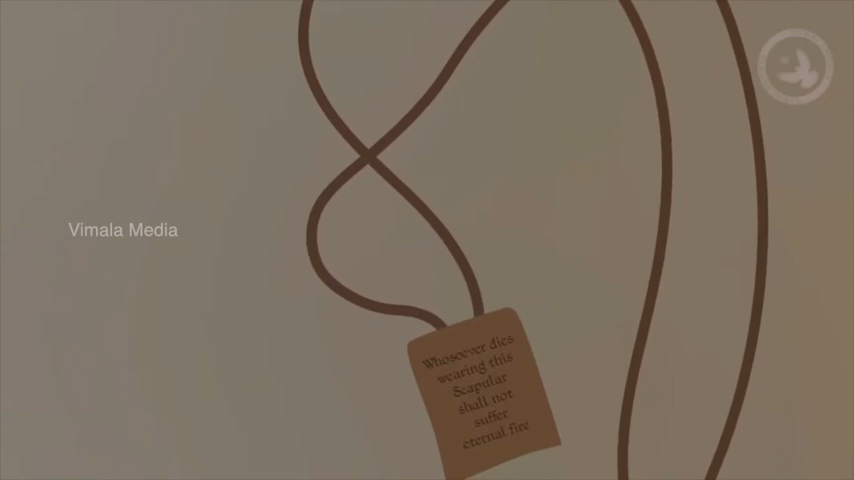 Vimala Media
Whosoever dies
wearing this
Scapular
shall not
suffer
eternal fire